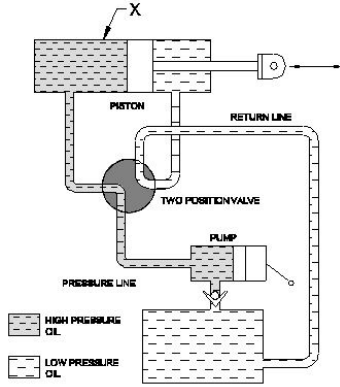 X
PISTON
RETURN LINE
TWO POSITION VALVE
PUMP
PRESSURE LINE
HIGH PRESSURE
OIL
LOW PRESSURE
OIL